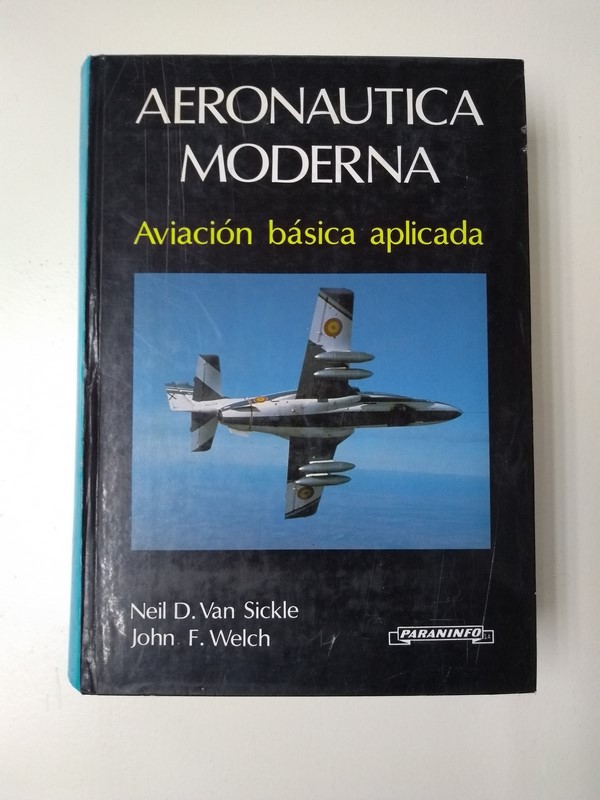 AERONAUTICA
MODERNA
Aviación básica aplicada
Neil D. Van Sickle
John F. Welch
PARANINFO